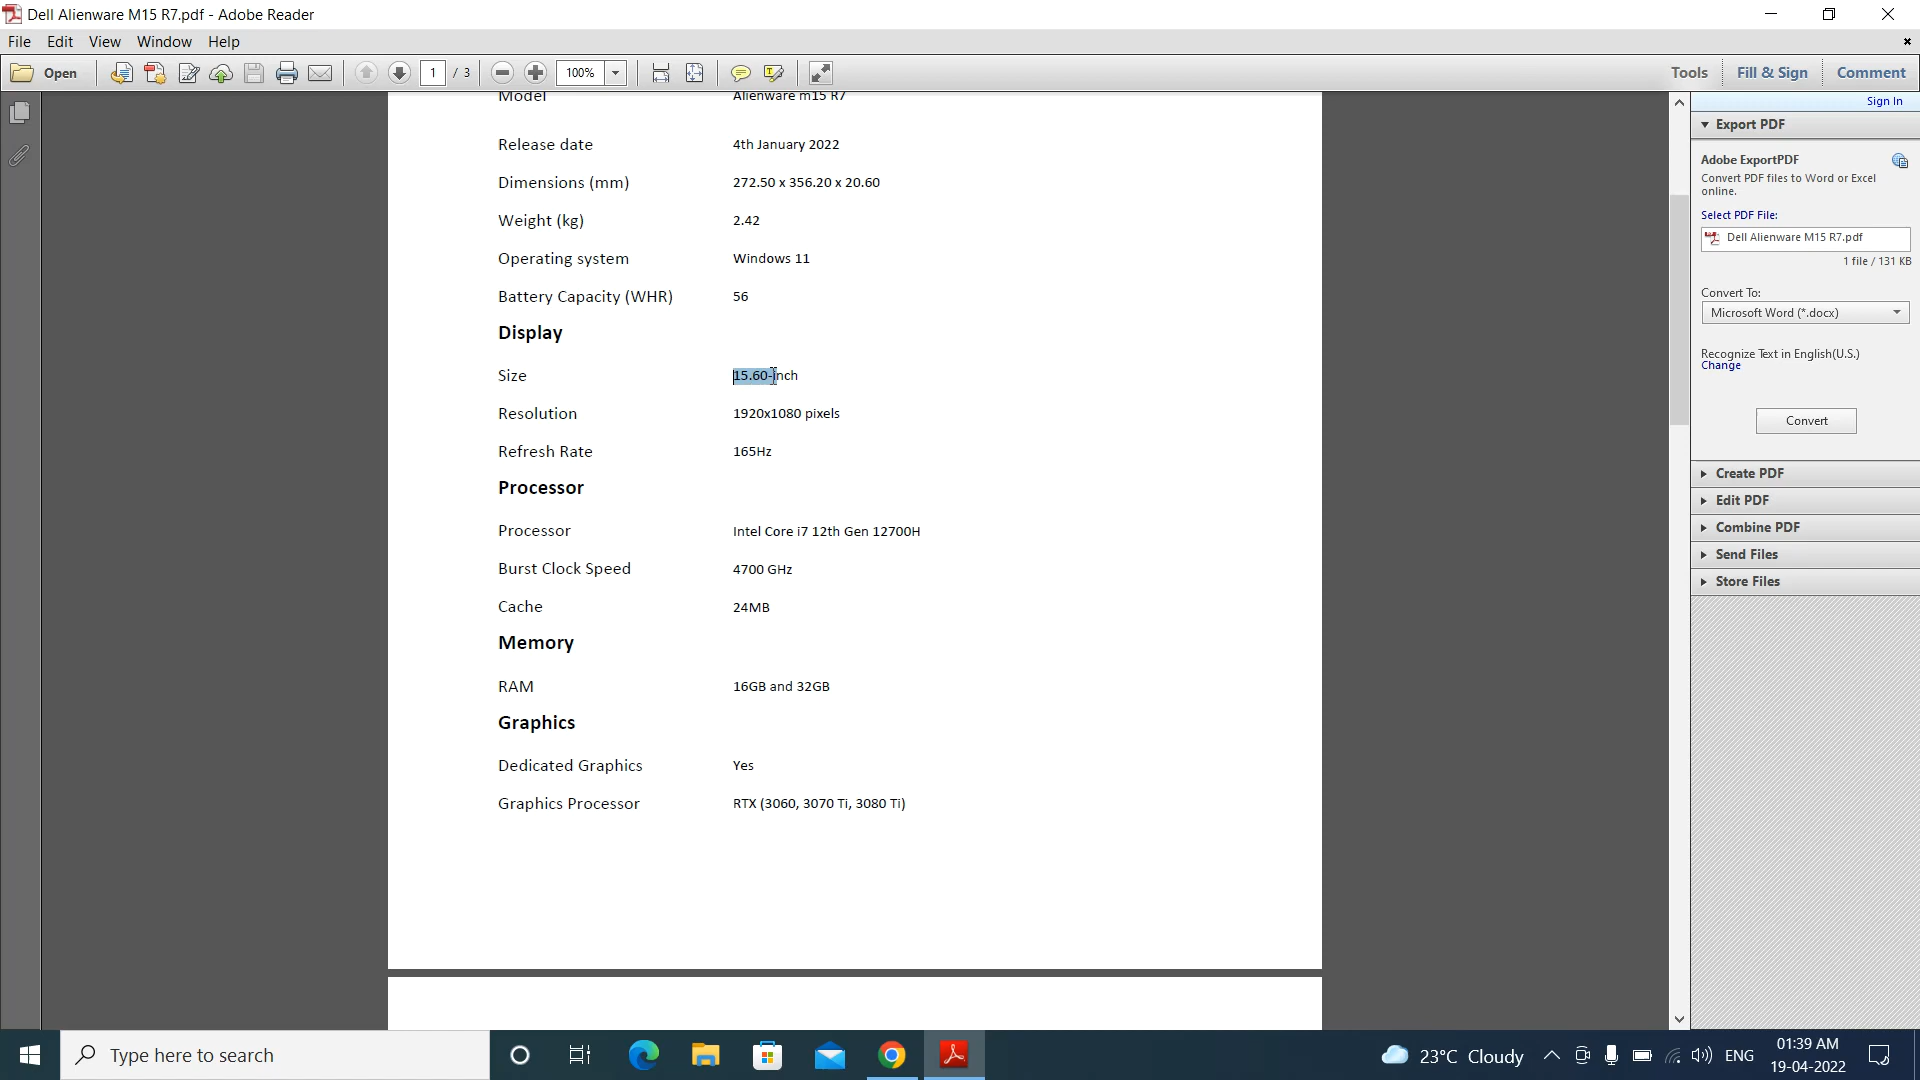 Dell Alienware M15 R7.pdf - Adobe Reader
File Edit View Window Help
Open 1 / 3 100% Tools Fill & Sign Comment
Sign In
Model Alienware m15 R7
Release date 4th January 2022
Dimensions (mm) 272.50 x 356.20 x 20.60
Weight (kg) 2.42
Operating system Windows 11
Battery Capacity (WHR) 56
Display
Size 15.60-inch
Resolution 1920x1080 pixels
Refresh Rate 165Hz
Processor
Processor Intel Core i7 12th Gen 12700H
Burst Clock Speed 4700 GHz
Cache 24MB
Memory
RAM 16GB and 32GB
Graphics
Dedicated Graphics Yes
Graphics Processor RTX (3060, 3070 Ti, 3080 Ti)
Export PDF
Adobe ExportPDF
Convert PDF files to Word or Excel
online.
Select PDF File:
Dell Alienware M15 R7.pdf
1 file / 131 KB
Convert To:
Microsoft Word (*.docx)
Recognize Text in English(U.S.)
Change
Convert
Create PDF
Edit PDF
Combine PDF
Send Files
Store Files
Type here to search
23°C Cloudy
ENG
01:39 AM
19-04-2022